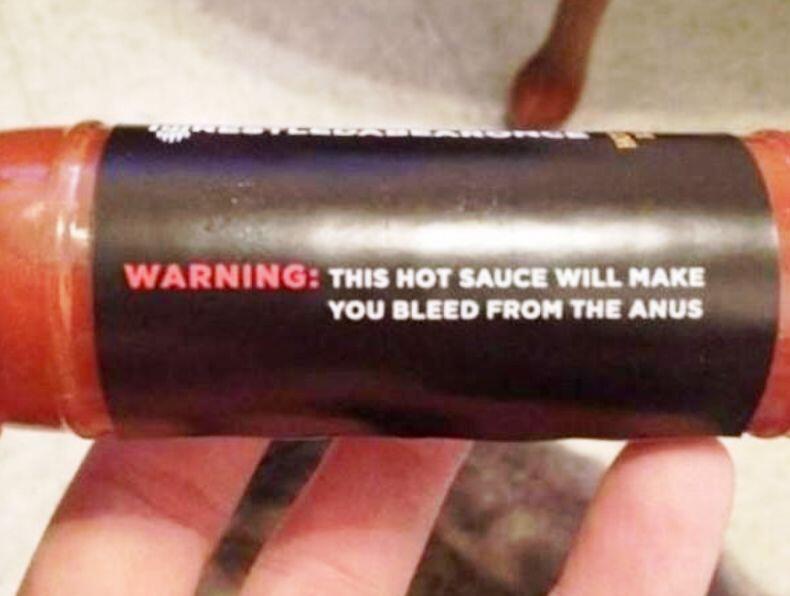 WARNING: THIS HOT SAUCE WILL MAKE
YOU BLEED FROM THE ANUS